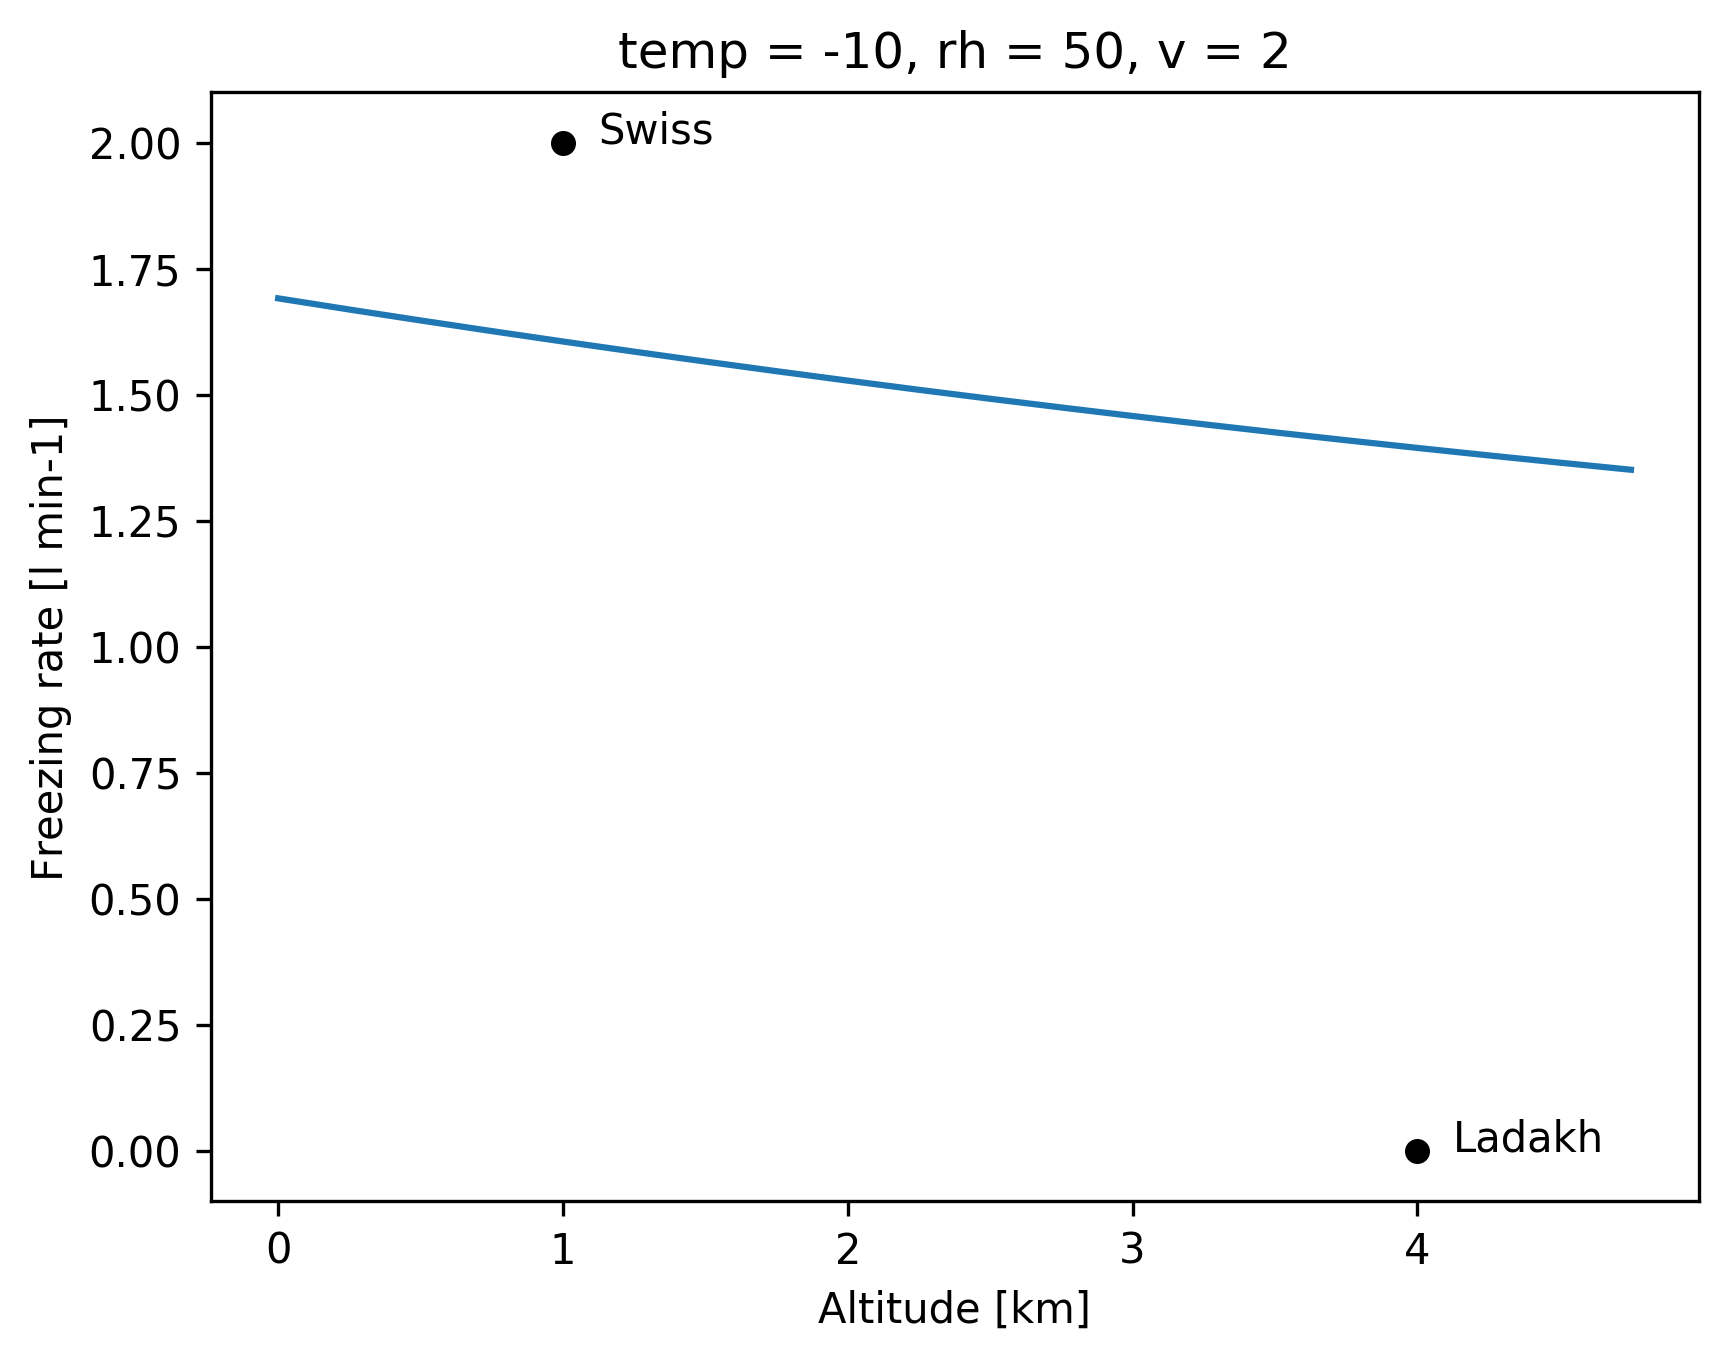 temp = -10, rh = 50, v = 2
Swiss
2.00
1.75
1.50
1.25
1.00
0.75
0.50
0.25
0.00
Freezing rate [l min-1]
Ladakh
0 1 2 3 4
Altitude [km]